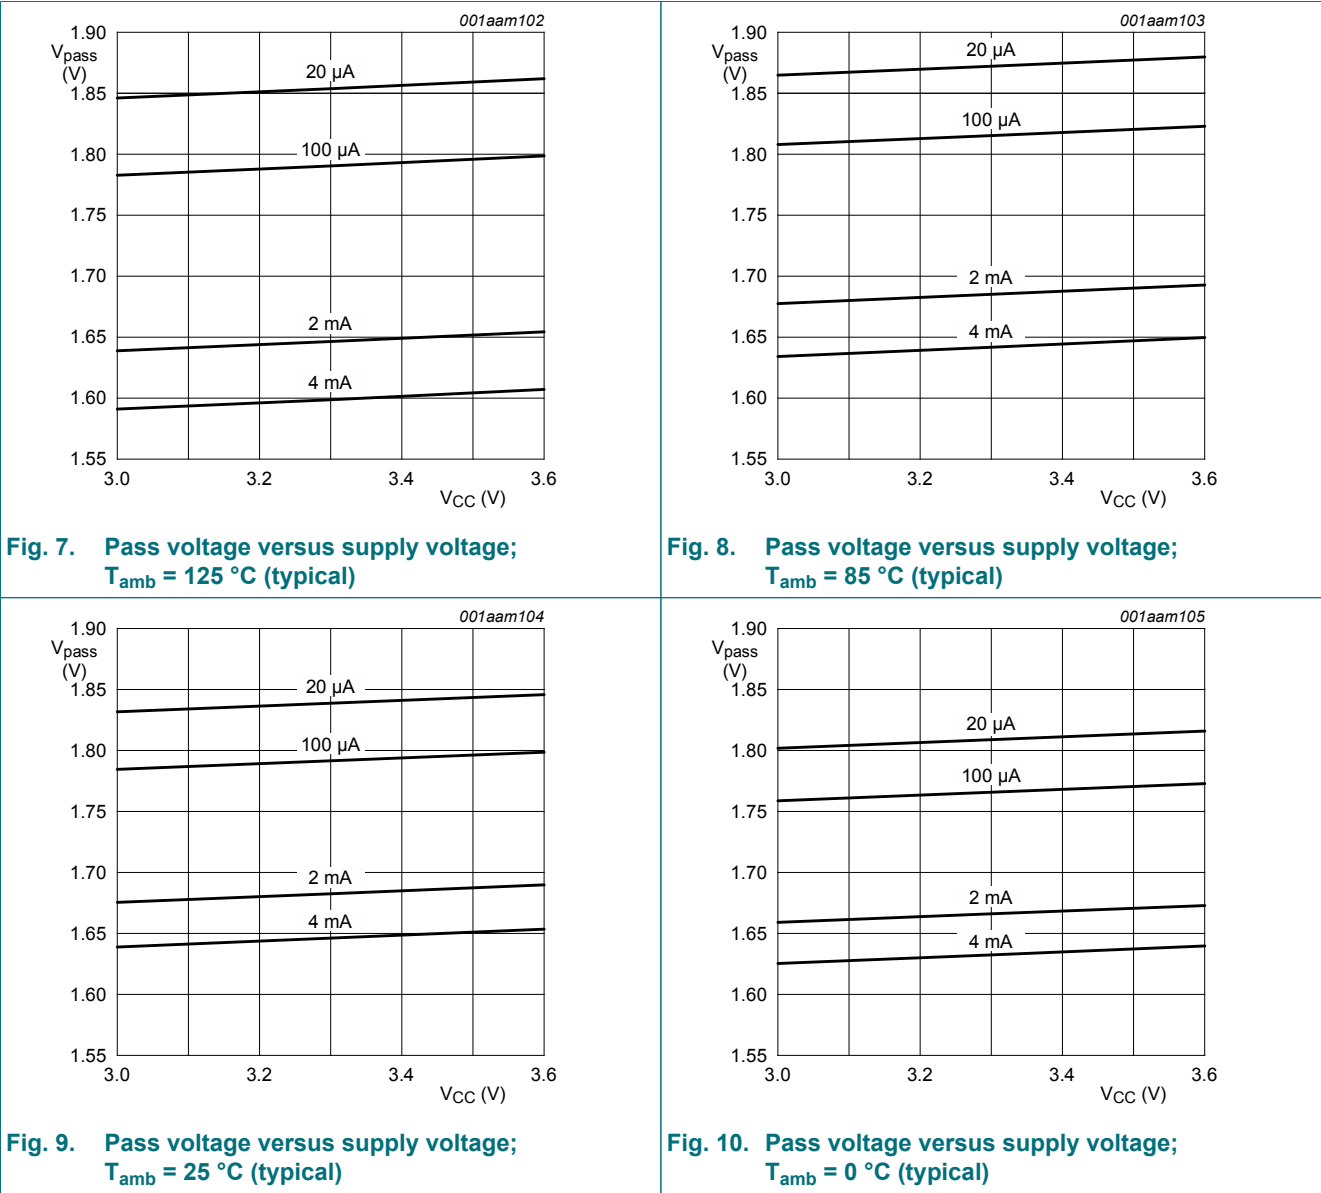 001aam102
1.90
Vpass
(V)
1.85
1.80
1.75
1.70
1.65
1.60
1.55
20 µA
100 µA
2 mA
4 mA
3.0 3.2 3.4 3.6
VCC (V)
Fig. 7. Pass voltage versus supply voltage;
Tamb = 125 °C (typical)
001aam103
1.90
Vpass
(V)
1.85
1.80
1.75
1.70
1.65
1.60
1.55
20 µA
100 µA
2 mA
4 mA
3.0 3.2 3.4 3.6
VCC (V)
Fig. 8. Pass voltage versus supply voltage;
Tamb = 85 °C (typical)
001aam104
1.90
Vpass
(V)
1.85
1.80
1.75
1.70
1.65
1.60
1.55
20 µA
100 µA
2 mA
4 mA
3.0 3.2 3.4 3.6
VCC (V)
Fig. 9. Pass voltage versus supply voltage;
Tamb = 25 °C (typical)
001aam105
1.90
Vpass
(V)
1.85
1.80
1.75
1.70
1.65
1.60
1.55
20 µA
100 µA
2 mA
4 mA
3.0 3.2 3.4 3.6
VCC (V)
Fig. 10. Pass voltage versus supply voltage;
Tamb = 0 °C (typical)